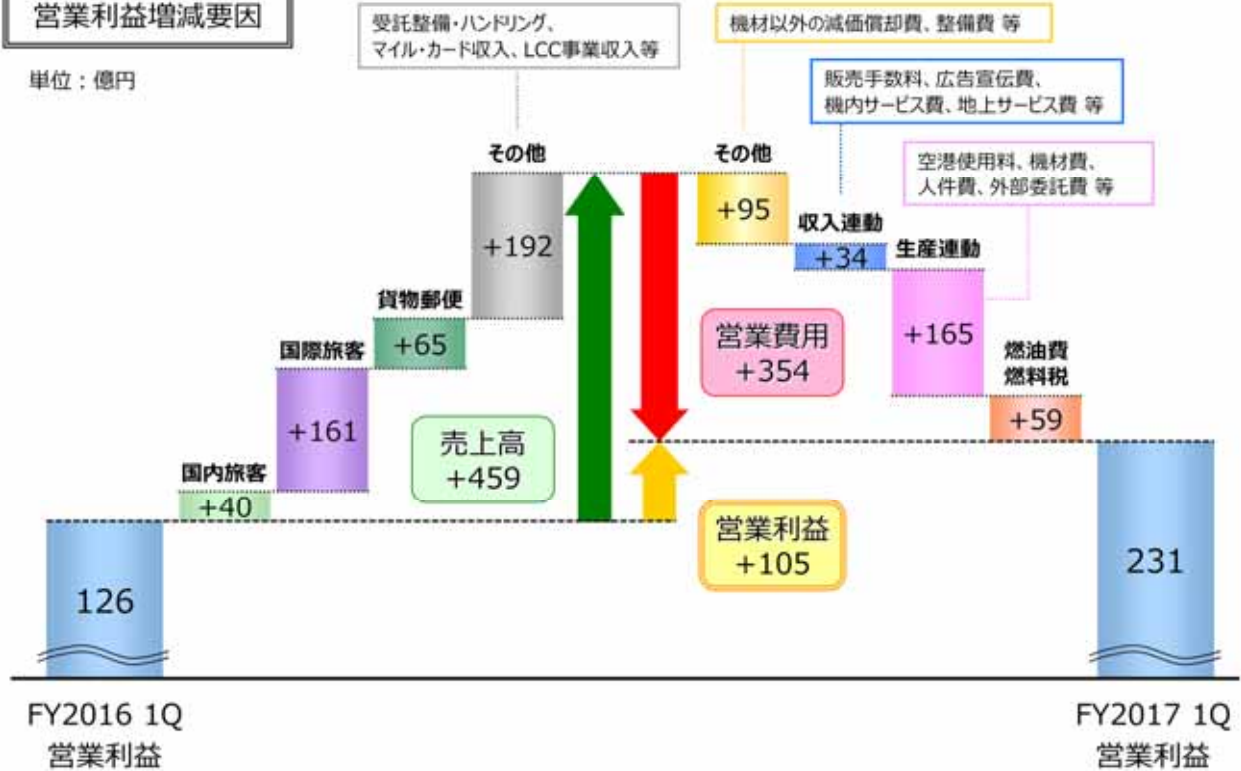 営業利益増減要因
単位：億円
受託整備・ハンドリング、
マイル・カード収入、LCC事業収入等
機材以外の減価償却費、整備費 等
販売手数料、広告宣伝費、
機内サービス費、地上サービス費 等
空港使用料、機材費、
人件費、外部委託費 等
その他
+192
貨物郵便
+65
国際旅客
+161
国内旅客
+40
売上高
+459
その他
+95
収入連動
+34
生産連動
+165
燃油費
燃料税
+59
営業費用
+354
営業利益
+105
126
231
FY2016 1Q
営業利益
FY2017 1Q
営業利益